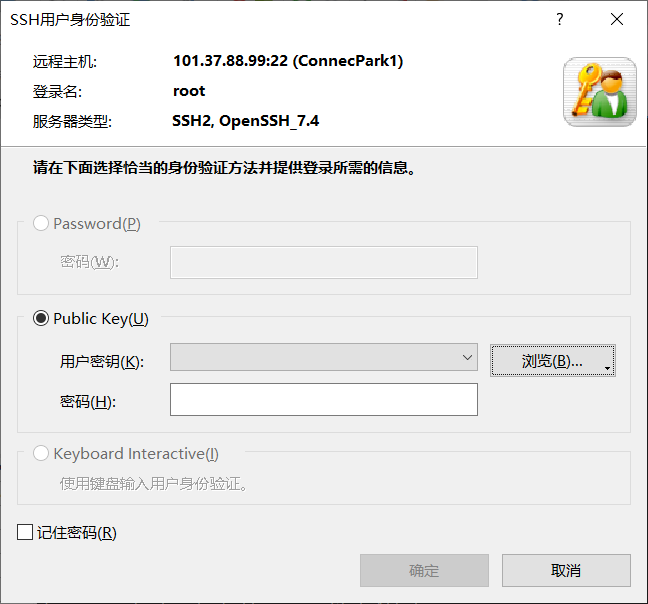 SSH用户身份验证
远程主机: 101.37.88.99:22 (ConnecPark1)
登录名: root
服务器类型: SSH2, OpenSSH_7.4
请在下面选择恰当的身份验证方法并提供登录所需的信息。
Password(P)
密码(W):
Public Key(U)
用户密钥(K): 浏览(B)...
密码(H):
Keyboard Interactive(I)
使用键盘输入用户身份验证。
记住密码(R)
确定 取消